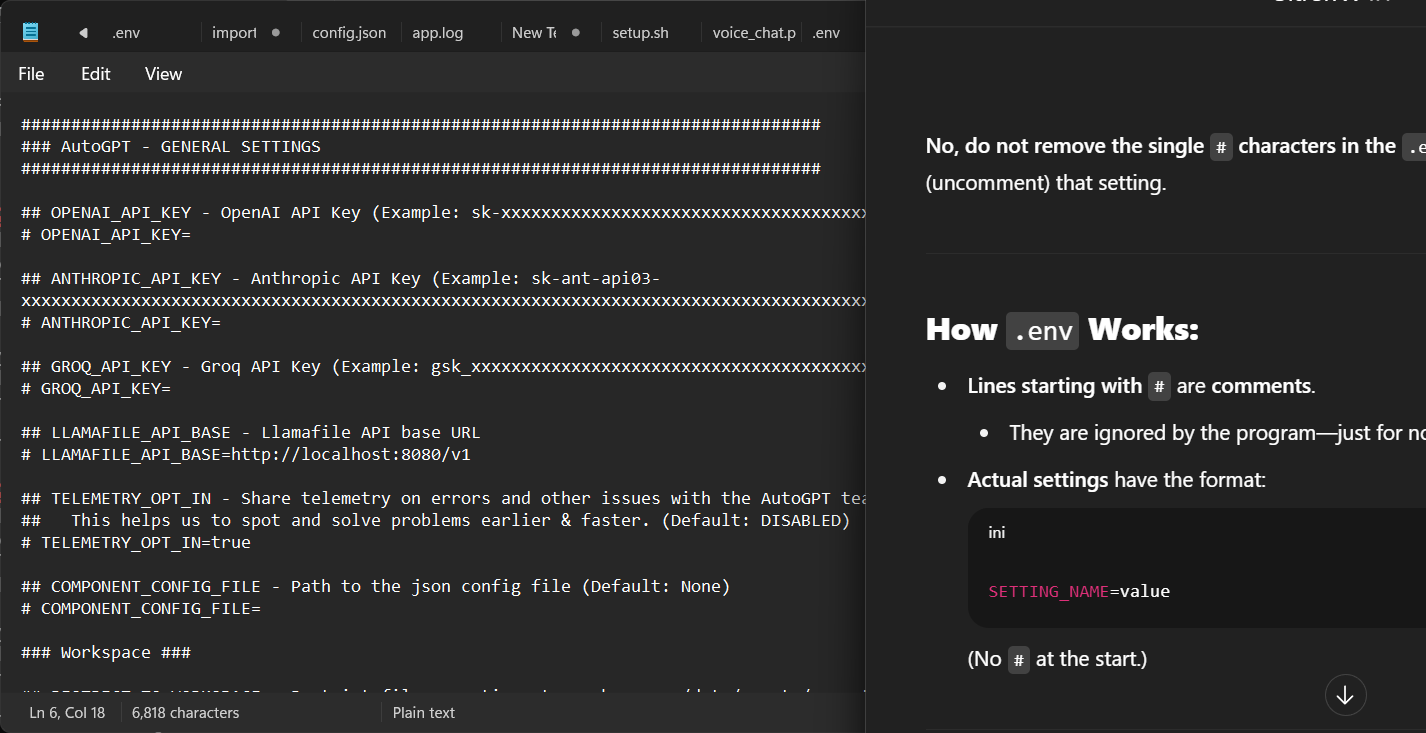 .env import config.json app.log New Te setup.sh voice_chat.p .env
File Edit View
################################################################################
### AutoGPT - GENERAL SETTINGS
################################################################################
## OPENAI_API_KEY - OpenAI API Key (Example: sk-xxxxxxxxxxxxxxxxxxxxxxxxxxxxxxxxxxxxx
# OPENAI_API_KEY=
## ANTHROPIC_API_KEY - Anthropic API Key (Example: sk-ant-api03-
xxxxxxxxxxxxxxxxxxxxxxxxxxxxxxxxxxxxxxxxxxxxxxxxxxxxxxxxxxxxxxxxxxxxxxxxxxxxxxxxxxxxx
# ANTHROPIC_API_KEY=
## GROQ_API_KEY - Groq API Key (Example: gsk_xxxxxxxxxxxxxxxxxxxxxxxxxxxxxxxxxxxxxxxx
# GROQ_API_KEY=
## LLAMAFILE_API_BASE - Llamafile API base URL
# LLAMAFILE_API_BASE=http://localhost:8080/v1
## TELEMETRY_OPT_IN - Share telemetry on errors and other issues with the AutoGPT tea
##   This helps us to spot and solve problems earlier & faster. (Default: DISABLED)
# TELEMETRY_OPT_IN=true
## COMPONENT_CONFIG_FILE - Path to the json config file (Default: None)
# COMPONENT_CONFIG_FILE=
### Workspace ###
Ln 6, Col 18 6,818 characters Plain text
No, do not remove the single # characters in the .e
(uncomment) that setting.
How .env Works:
Lines starting with # are comments.
They are ignored by the program—just for no
Actual settings have the format:
ini
SETTING_NAME=value
(No # at the start.)